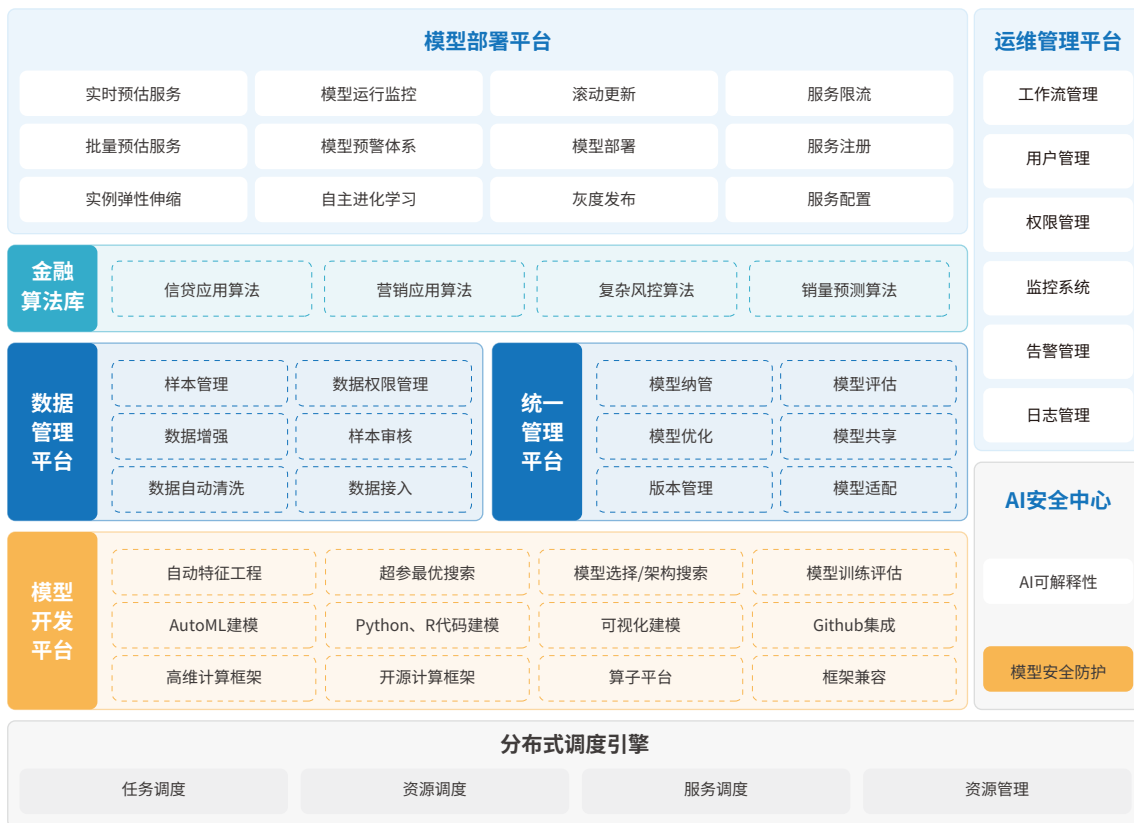 模型部署平台
实时预估服务
模型运行监控
滚动更新
服务限流
批量预估服务
模型预警体系
模型部署
服务注册
实例弹性伸缩
自主进化学习
灰度发布
服务配置
金融
算法库
信贷应用算法
营销应用算法
复杂风控算法
销量预测算法
数据
管理
平台
样本管理
数据权限管理
数据增强
样本审核
数据自动清洗
数据接入
统一
管理
平台
模型纳管
模型评估
模型优化
模型共享
版本管理
模型适配
模型
开发
平台
自动特征工程
超参最优搜索
模型选择/架构搜索
模型训练评估
AutoML建模
Python、R代码建模
可视化建模
Github集成
高维计算框架
开源计算框架
算子平台
框架兼容
运维管理平台
工作流管理
用户管理
权限管理
监控系统
告警管理
日志管理
AI安全中心
AI可解释性
模型安全防护
分布式调度引擎
任务调度
资源调度
服务调度
资源管理